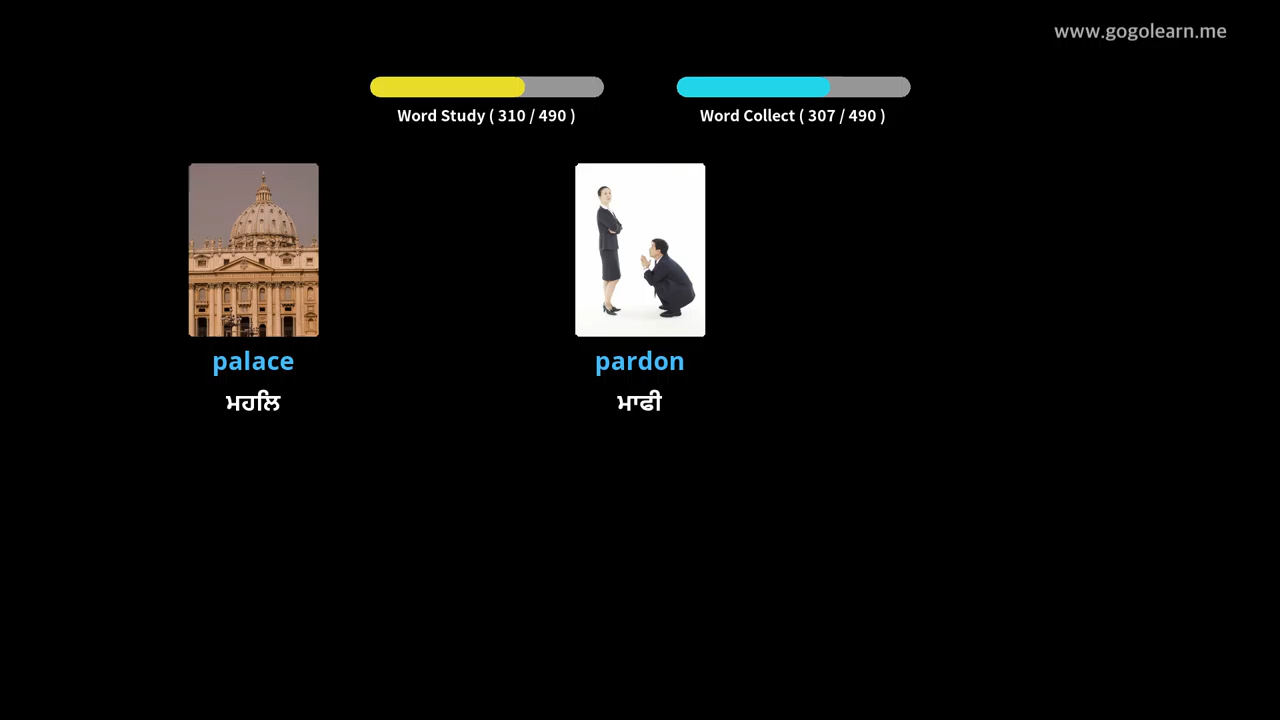 www.gogolearn.me
Word Study ( 310 / 490 )
Word Collect ( 307 / 490 )
palace
pardon
ਮਹਲਿ
ਮਾਫੀ